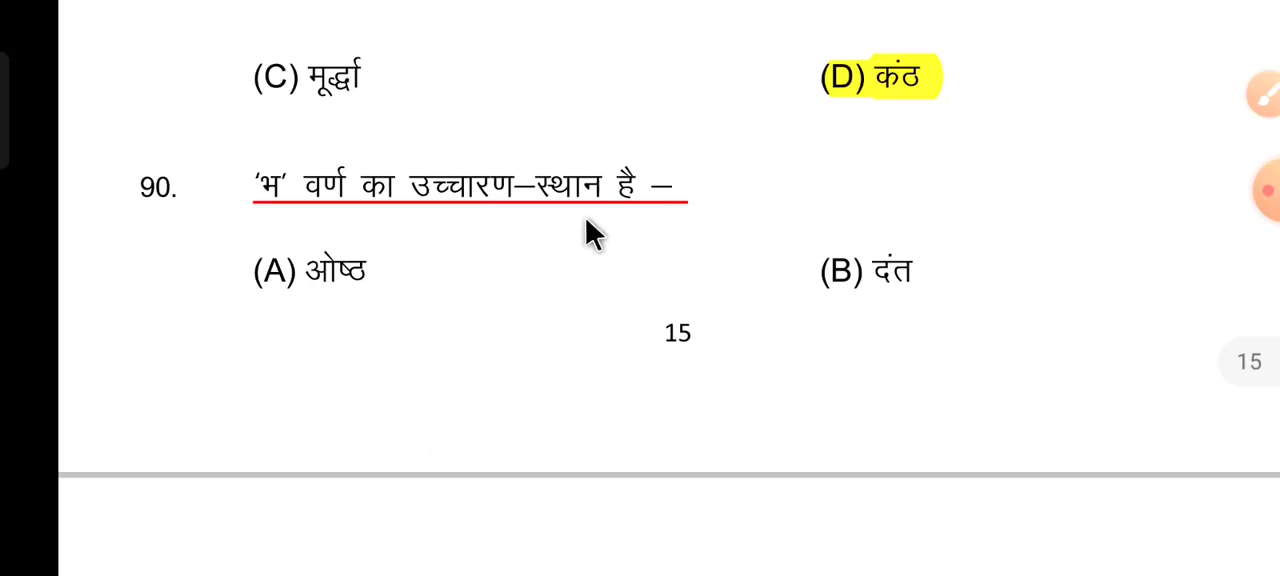 (C) मूर्द्धा (D) कंठ
90. ‘भ’ वर्ण का उच्चारण–स्थान है –
(A) ओष्ठ (B) दंत
15
15